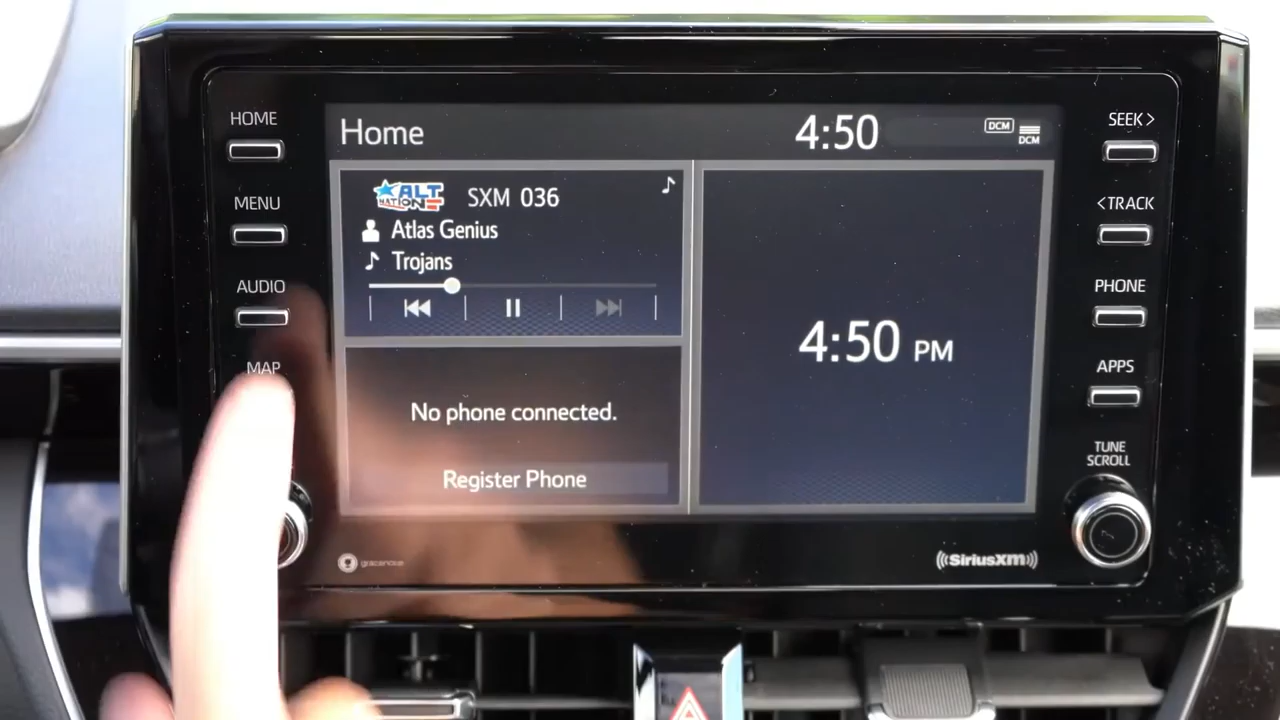 HOME
MENU
AUDIO
MAP
Home
4:50
DCM
DCM
ALT
NATION
SXM 036
Atlas Genius
Trojans
No phone connected.
Register Phone
4:50 PM
gracenote
SiriusXM
SEEK >
< TRACK
PHONE
APPS
TUNE
SCROLL